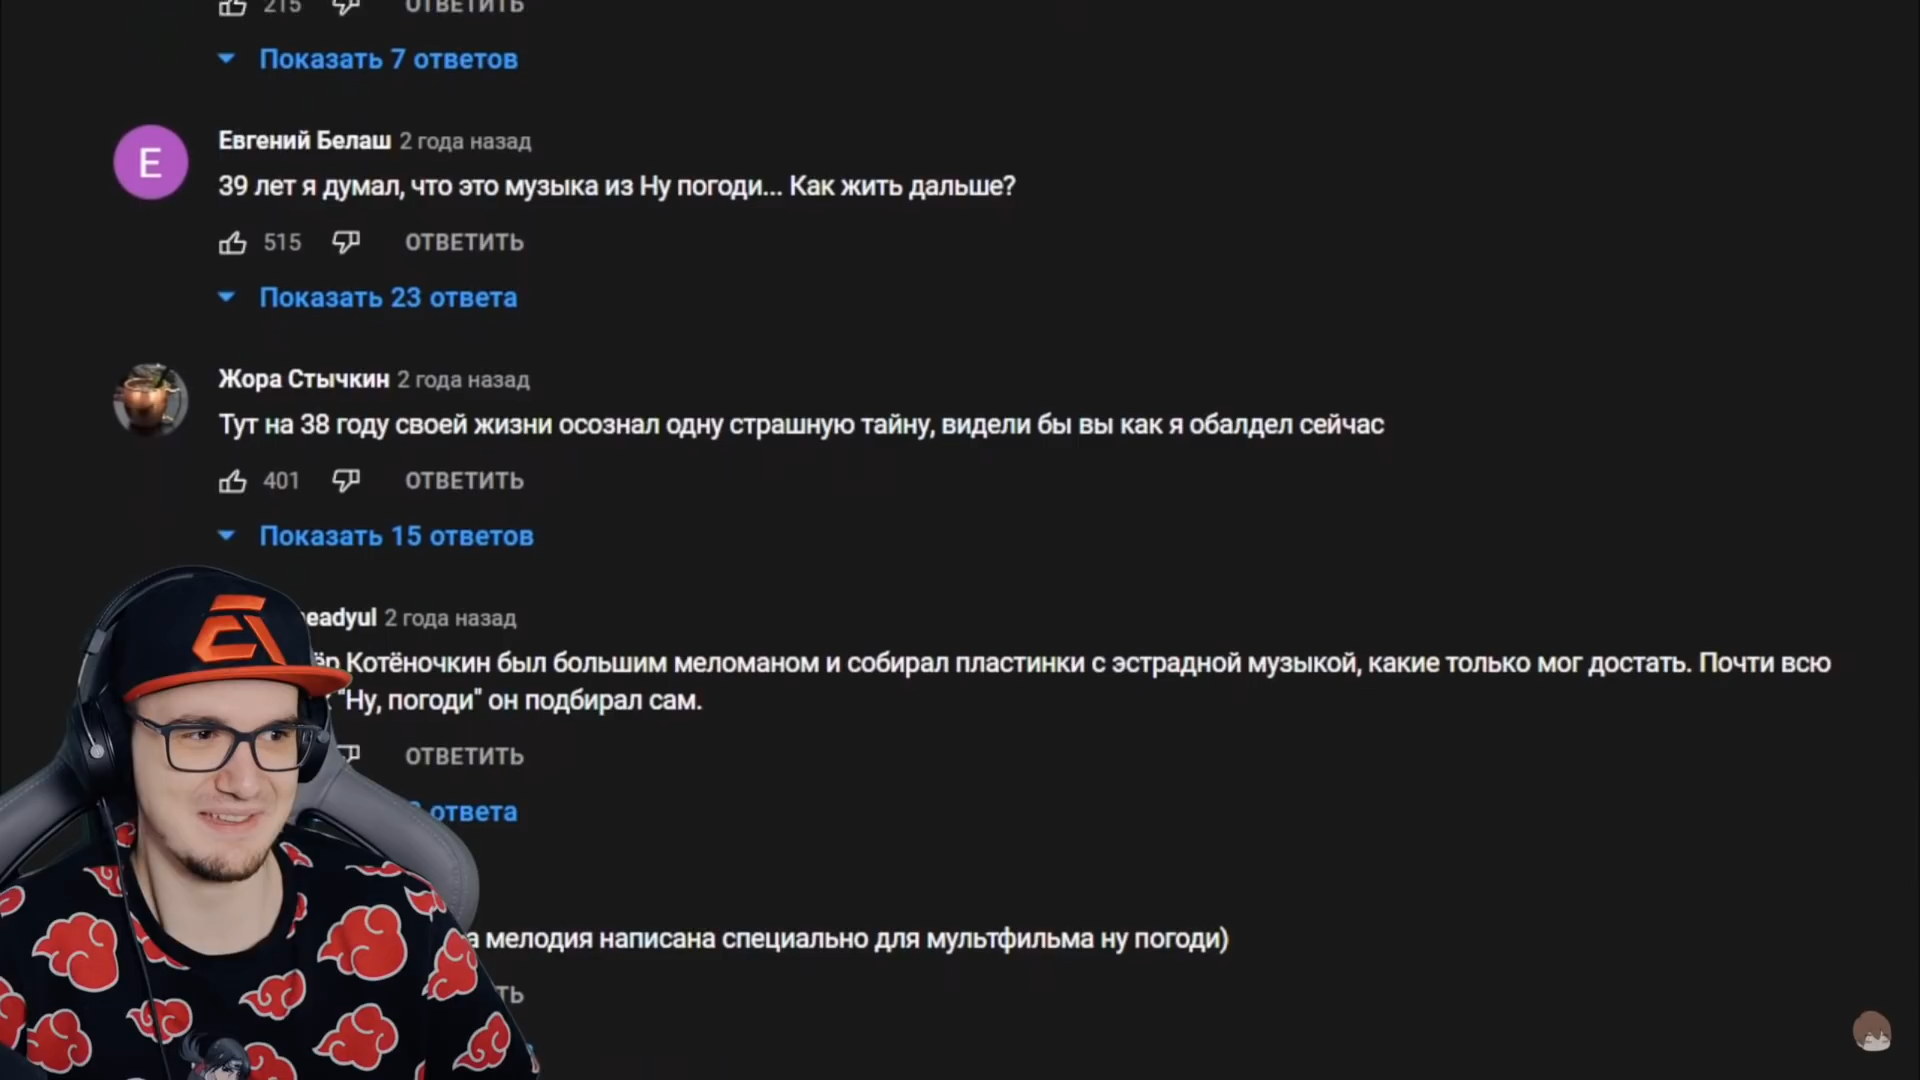 215 ОТВЕТИТЬ
Показать 7 ответов
Евгений Белаш 2 года назад
E
39 лет я думал, что это музыка из Ну погоди... Как жить дальше?
515 ОТВЕТИТЬ
Показать 23 ответа
Жора Стычкин 2 года назад
Тут на 38 году своей жизни осознал одну страшную тайну, видели бы вы как я обалдел сейчас
401 ОТВЕТИТЬ
Показать 15 ответов
eadyul 2 года назад
ёр Котёночкин был большим меломаном и собирал пластинки с эстрадной музыкой, какие только мог достать. Почти всю
"Ну, погоди" он подбирал сам.
ОТВЕТИТЬ
ответа
а мелодия написана специально для мультфильма ну погоди)
ТЬ